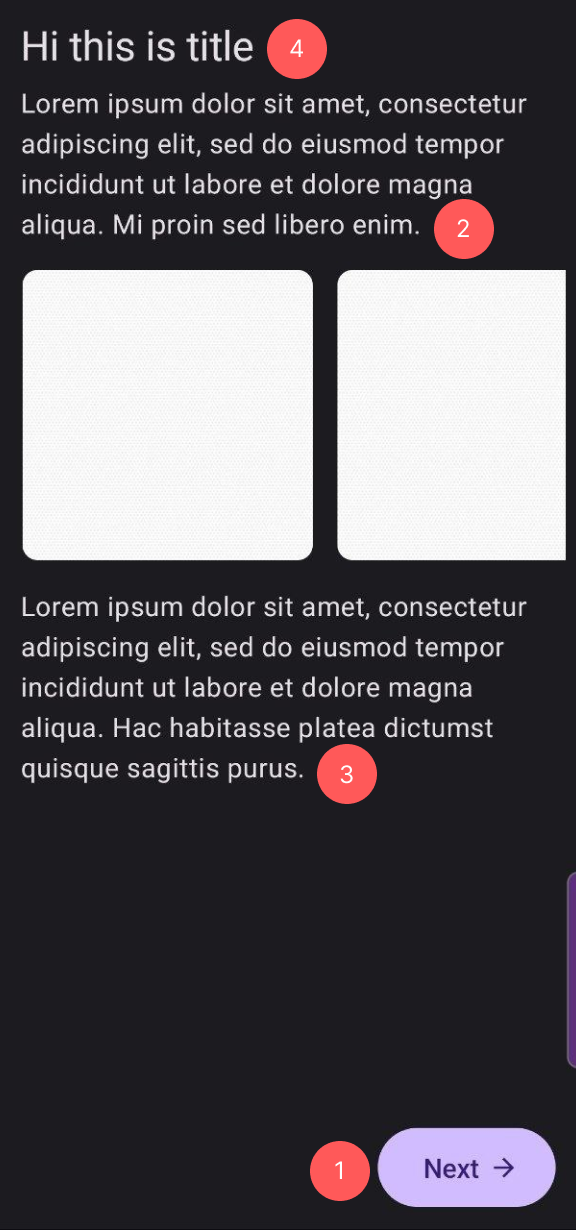 Hi this is title 4
Lorem ipsum dolor sit amet, consectetur
adipiscing elit, sed do eiusmod tempor
incididunt ut labore et dolore magna
aliqua. Mi proin sed libero enim. 2
Lorem ipsum dolor sit amet, consectetur
adipiscing elit, sed do eiusmod tempor
incididunt ut labore et dolore magna
aliqua. Hac habitasse platea dictumst
quisque sagittis purus. 3
1 Next →